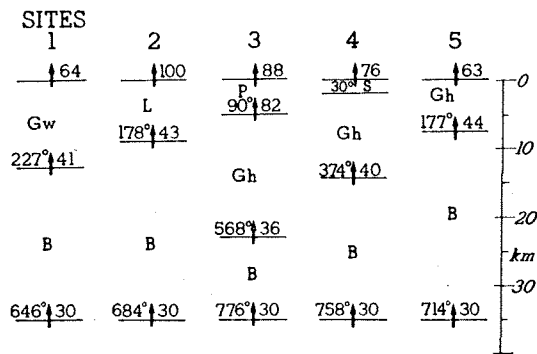 SITES
1 2 3 4 5
64 100 88 76 63 0
P 30° S Gh
90° 82
L
Gw 178° 43 Gh 177° 44
10
227° 41 Gh 374° 40
568° 36
B 20
B B B km
B
30
646° 30 684° 30 776° 30 758° 30 714° 30